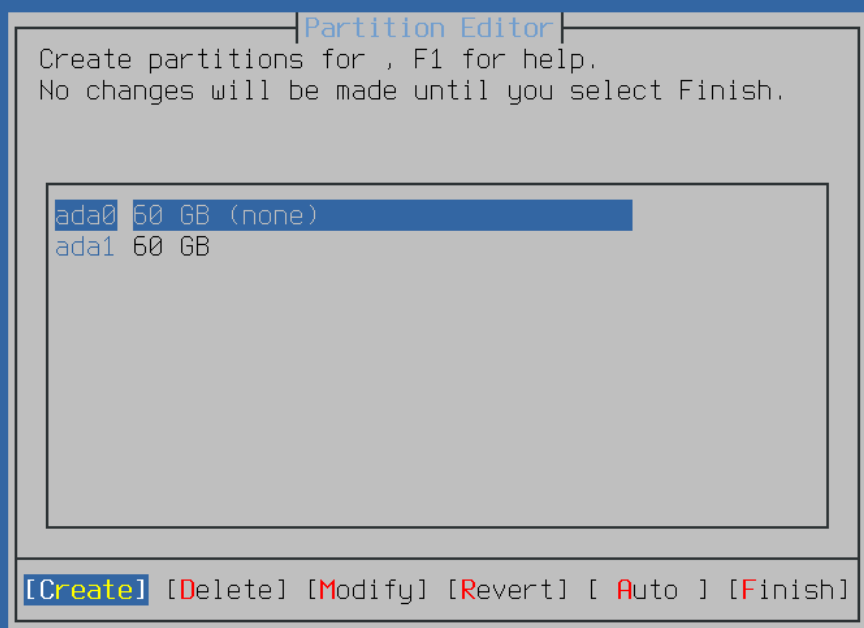 Partition Editor
Create partitions for , F1 for help.
No changes will be made until you select Finish.
ada0 60 GB (none)
ada1 60 GB
[Create] [Delete] [Modify] [Revert] [ Auto ] [Finish]